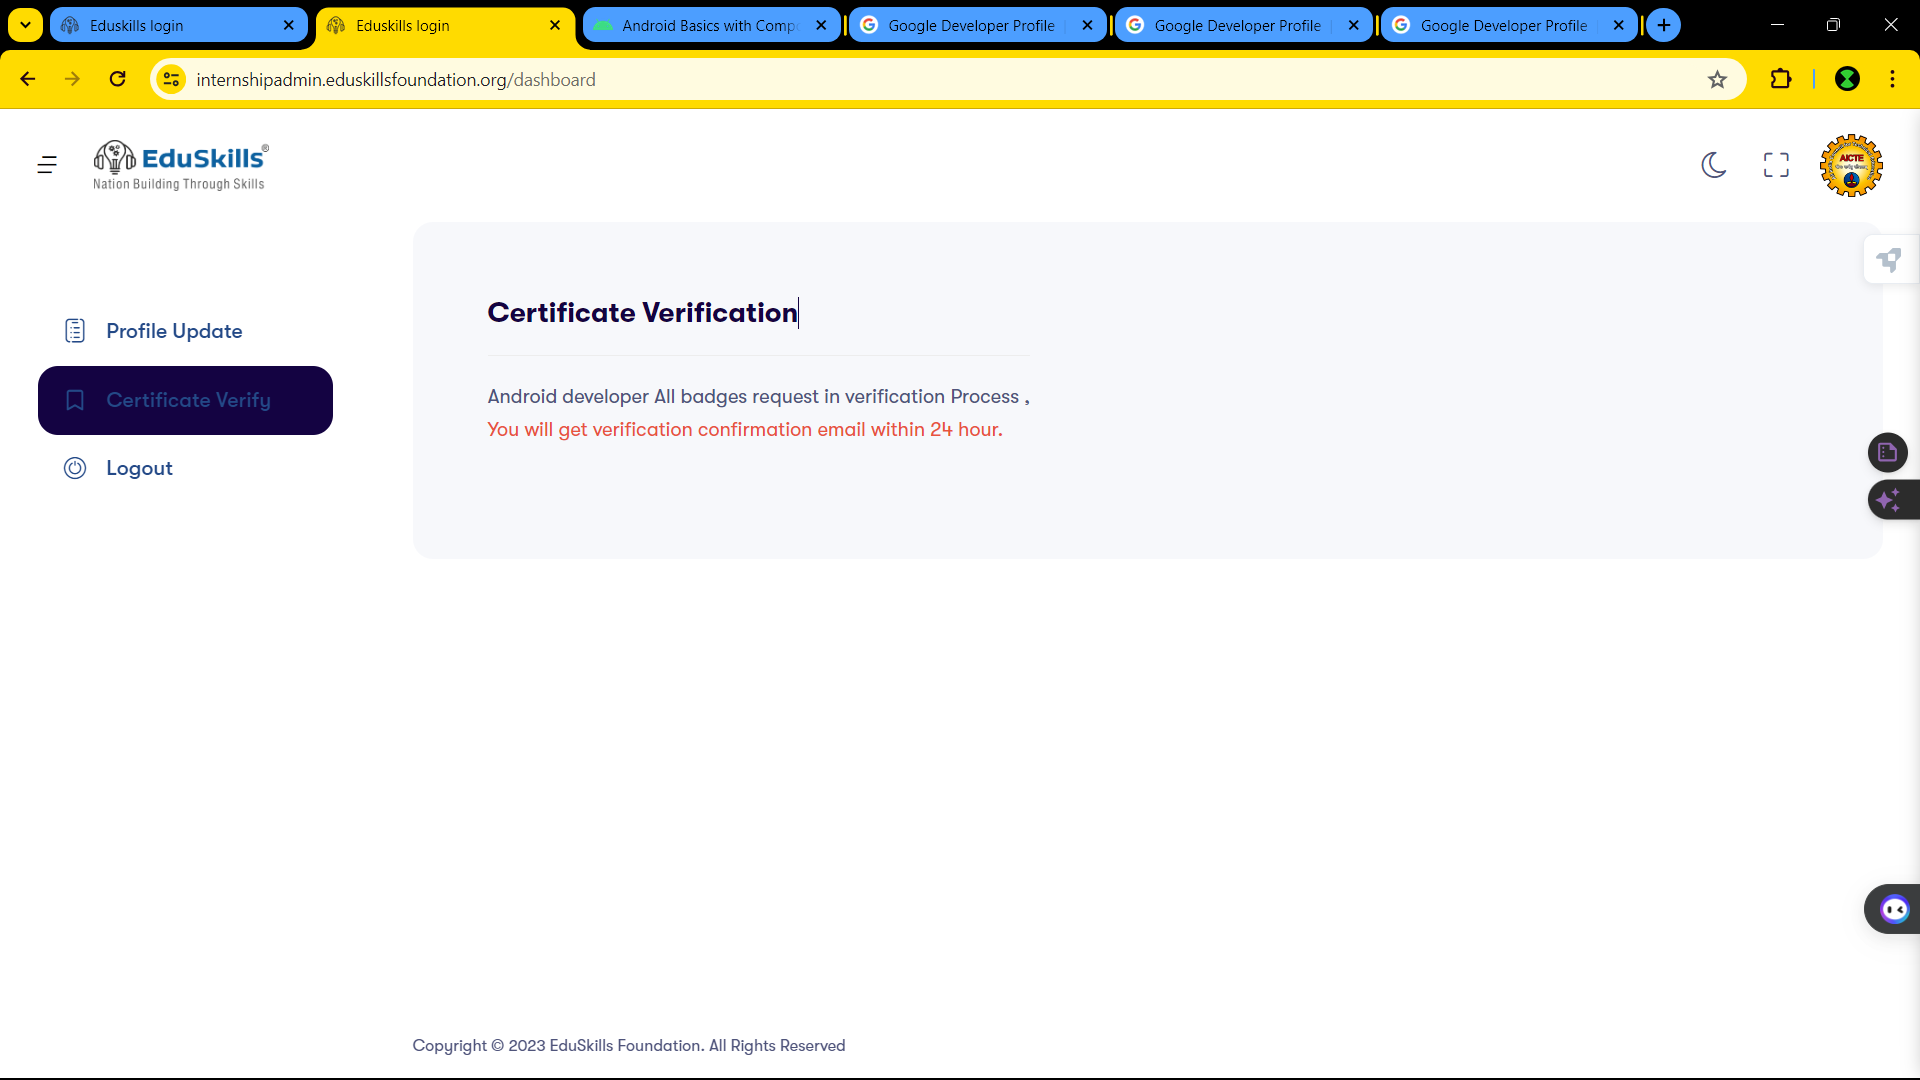 Eduskills login
Eduskills login
Android Basics with Comp
Google Developer Profile
Google Developer Profile
Google Developer Profile
internshipadmin.eduskillsfoundation.org/dashboard
EduSkills®
Nation Building Through Skills
AICTE
Profile Update
Certificate Verify
Logout
Certificate Verification
Android developer All badges request in verification Process ,
You will get verification confirmation email within 24 hour.
Copyright © 2023 EduSkills Foundation. All Rights Reserved